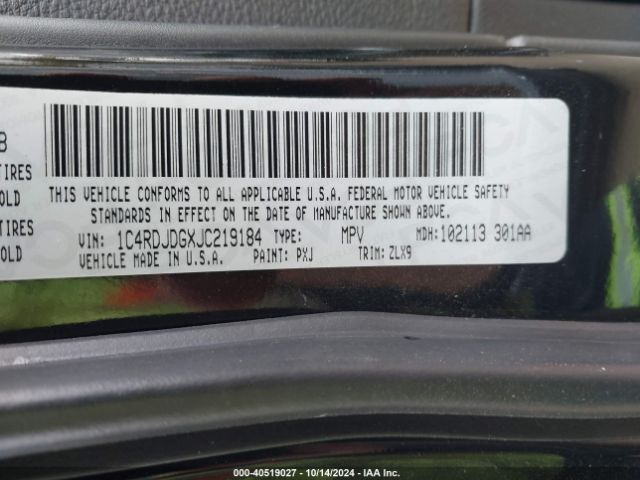 B
TIRES
OLD
TIRES
OLD
THIS VEHICLE CONFORMS TO ALL APPLICABLE U.S.A. FEDERAL MOTOR VEHICLE SAFETY
STANDARDS IN EFFECT ON THE DATE OF MANUFACTURE SHOWN ABOVE.
VIN: 1C4RDJDGXJC219184 TYPE: MPV MDH: 102113 301AA
VEHICLE MADE IN U.S.A. PAINT: PXJ TRIM: ZLX9
000-40519027 - 10/14/2024 - IAA Inc.